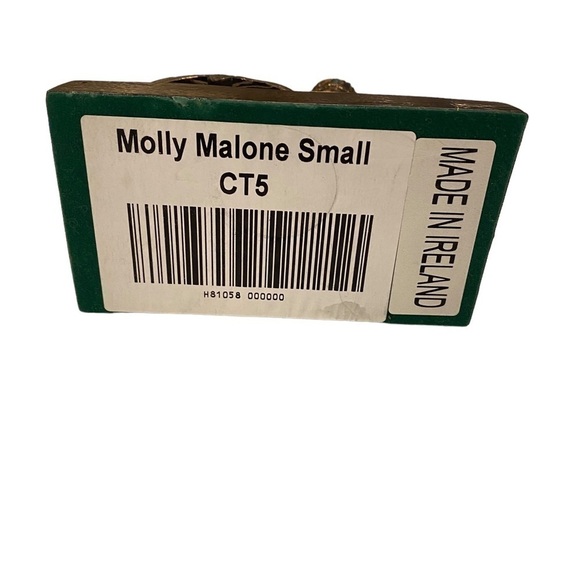 Molly Malone Small
CT5
H81058 000000
MADE IN IRELAND